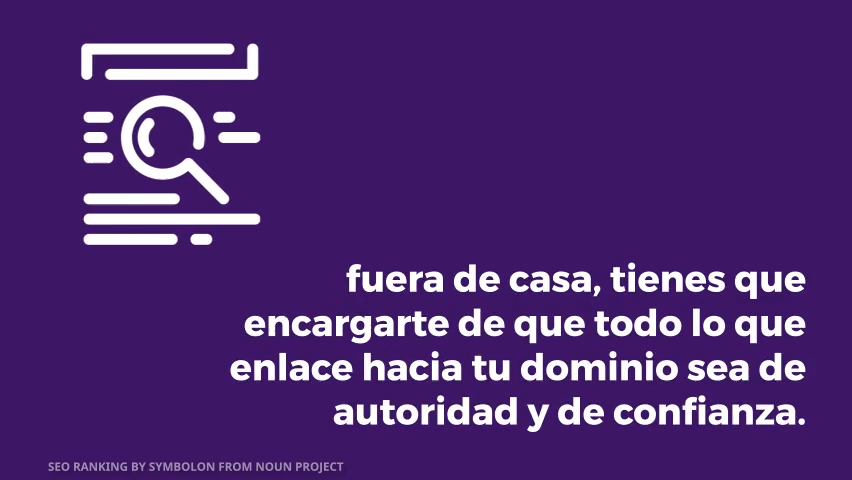 fuera de casa, tienes que
encargarte de que todo lo que
enlace hacia tu dominio sea de
autoridad y de confianza.
SEO RANKING BY SYMBOLON FROM NOUN PROJECT